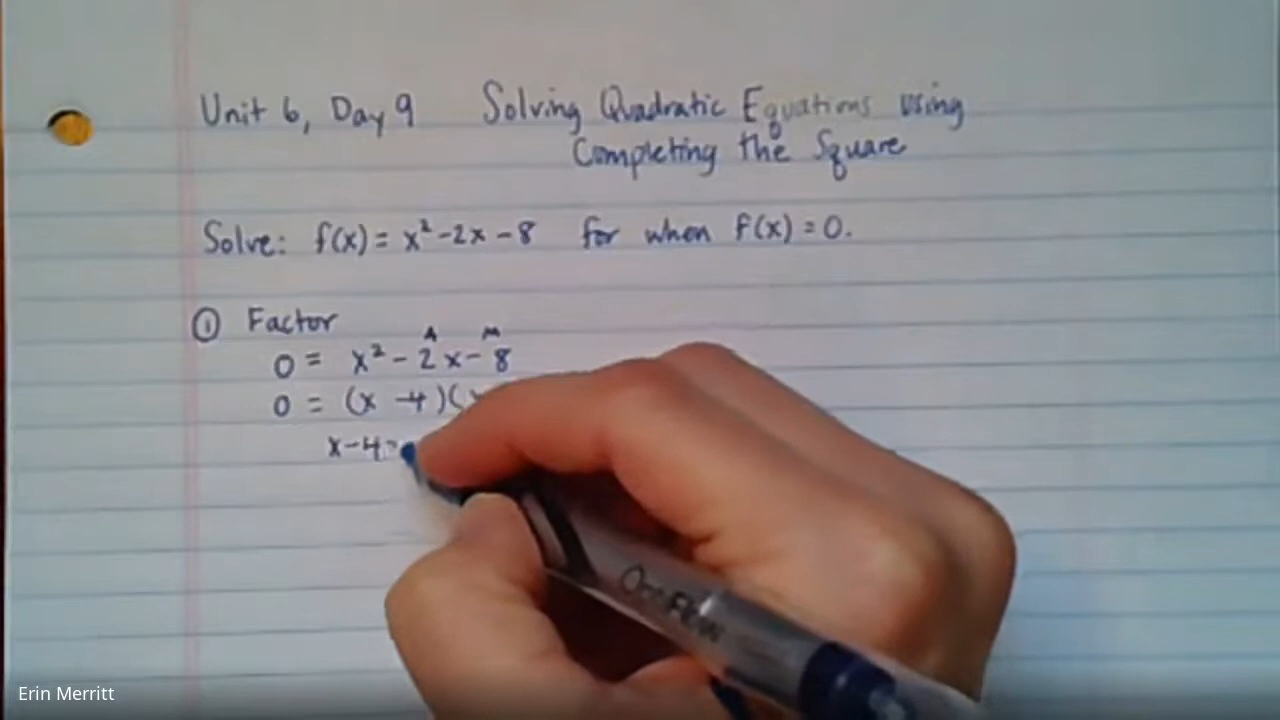 Unit 6, Day 9 Solving Quadratic Equations using
Completing the Square
Solve: f(x) = x² - 2x - 8 for when f(x) = 0.
① Factor
A M
0 = x² - 2x - 8
0 = (x - 4)(x
x - 4 =
OptiFlow
Erin Merritt